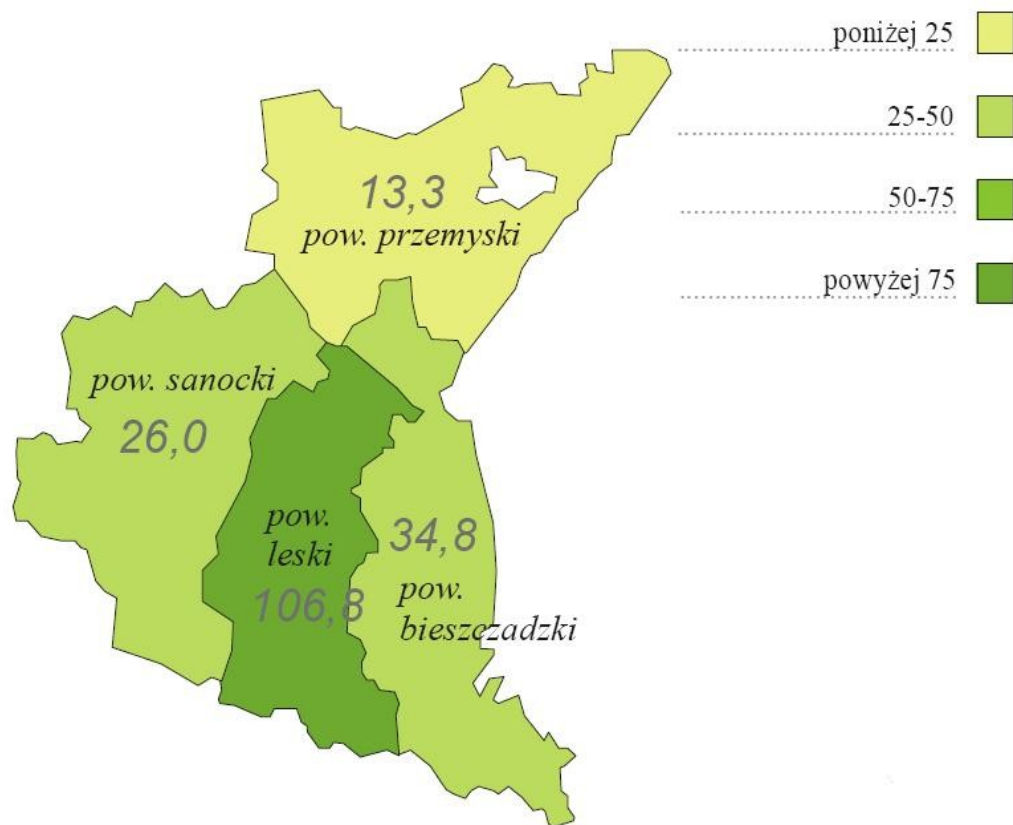 poniżej 25
25-50
50-75
powyżej 75
13,3
pow. przemyski
pow. sanocki
26,0
pow.
leski
106,8
34,8
pow.
bieszczadzki